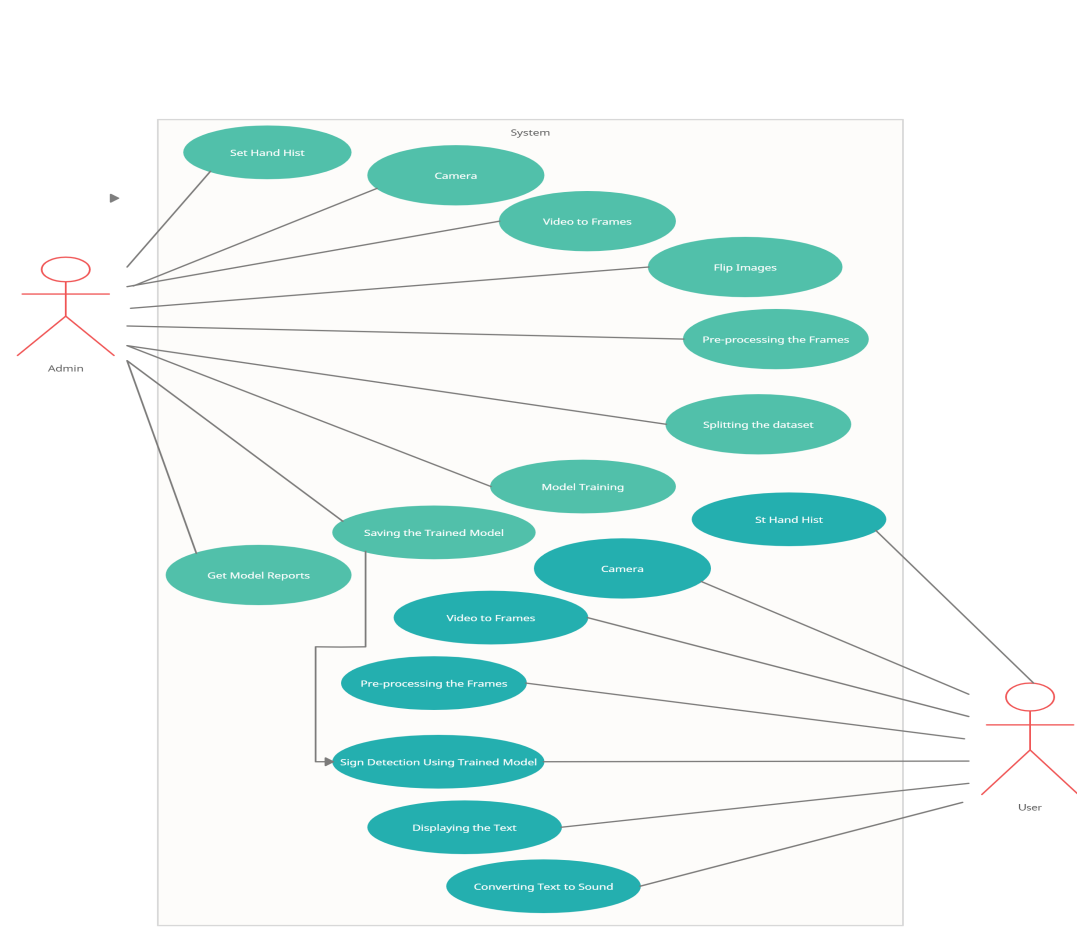 System
Set Hand Hist
Camera
Video to Frames
Flip Images
Pre-processing the Frames
Admin
Splitting the dataset
Model Training
St Hand Hist
Saving the Trained Model
Camera
Get Model Reports
Video to Frames
Pre-processing the Frames
Sign Detection Using Trained Model
User
Displaying the Text
Converting Text to Sound